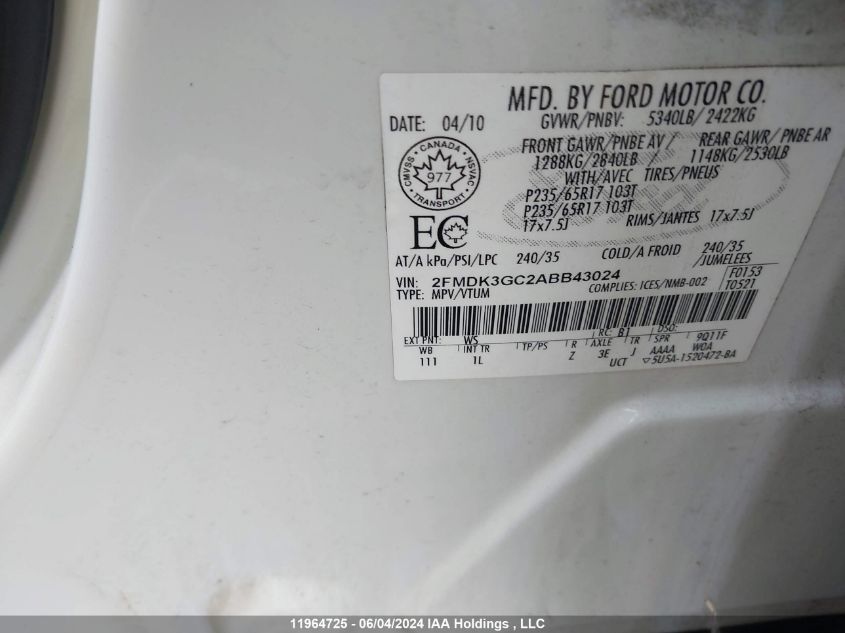 MFD. BY FORD MOTOR CO.
DATE: 04/10 GVWR/PNBV: 5340LB/ 2422KG
FRONT GAWR/PNBE AV / REAR GAWR/PNBE AR
1288KG/2840LB / 1148KG/2530LB
WITH/AVEC TIRES/PNEUS
P235/65R17 103T
P235/65R17 103T
17x7.5J RIMS/JANTES 17x7.5J
CMVSS • CANADA • NSVAC
977
• TRANSPORT •
EC
AT/A kPa/PSI/LPC 240/35 COLD/A FROID 240/35
/JUMELEES
VIN: 2FMDK3GC2ABB43024 F0153
TYPE: MPV/VTUM COMPLIES: ICES/NMB-002 T0521
EXT PNT: WS RC: B1 DSO: 9Q11F
WB INT TR TP/PS R AXLE TR SPR WOA
111 1L Z 3E J AAAA
UCT ▽5U5A-1520472-BA
11964725 - 06/04/2024 IAA Holdings , LLC